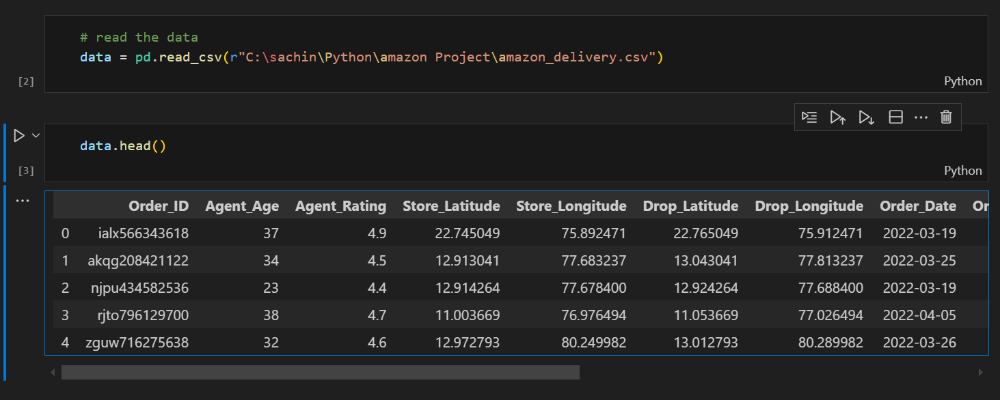 # read the data
data = pd.read_csv(r"C:\sachin\Python\amazon Project\amazon_delivery.csv")
[2]
Python
data.head()
[3]
Python
Order_ID Agent_Age Agent_Rating Store_Latitude Store_Longitude Drop_Latitude Drop_Longitude Order_Date Or
0 ialx566343618 37 4.9 22.745049 75.892471 22.765049 75.912471 2022-03-19
1 akqg208421122 34 4.5 12.913041 77.683237 13.043041 77.813237 2022-03-25
2 njpu434582536 23 4.4 12.914264 77.678400 12.924264 77.688400 2022-03-19
3 rjto796129700 38 4.7 11.003669 76.976494 11.053669 77.026494 2022-04-05
4 zguw716275638 32 4.6 12.972793 80.249982 13.012793 80.289982 2022-03-26